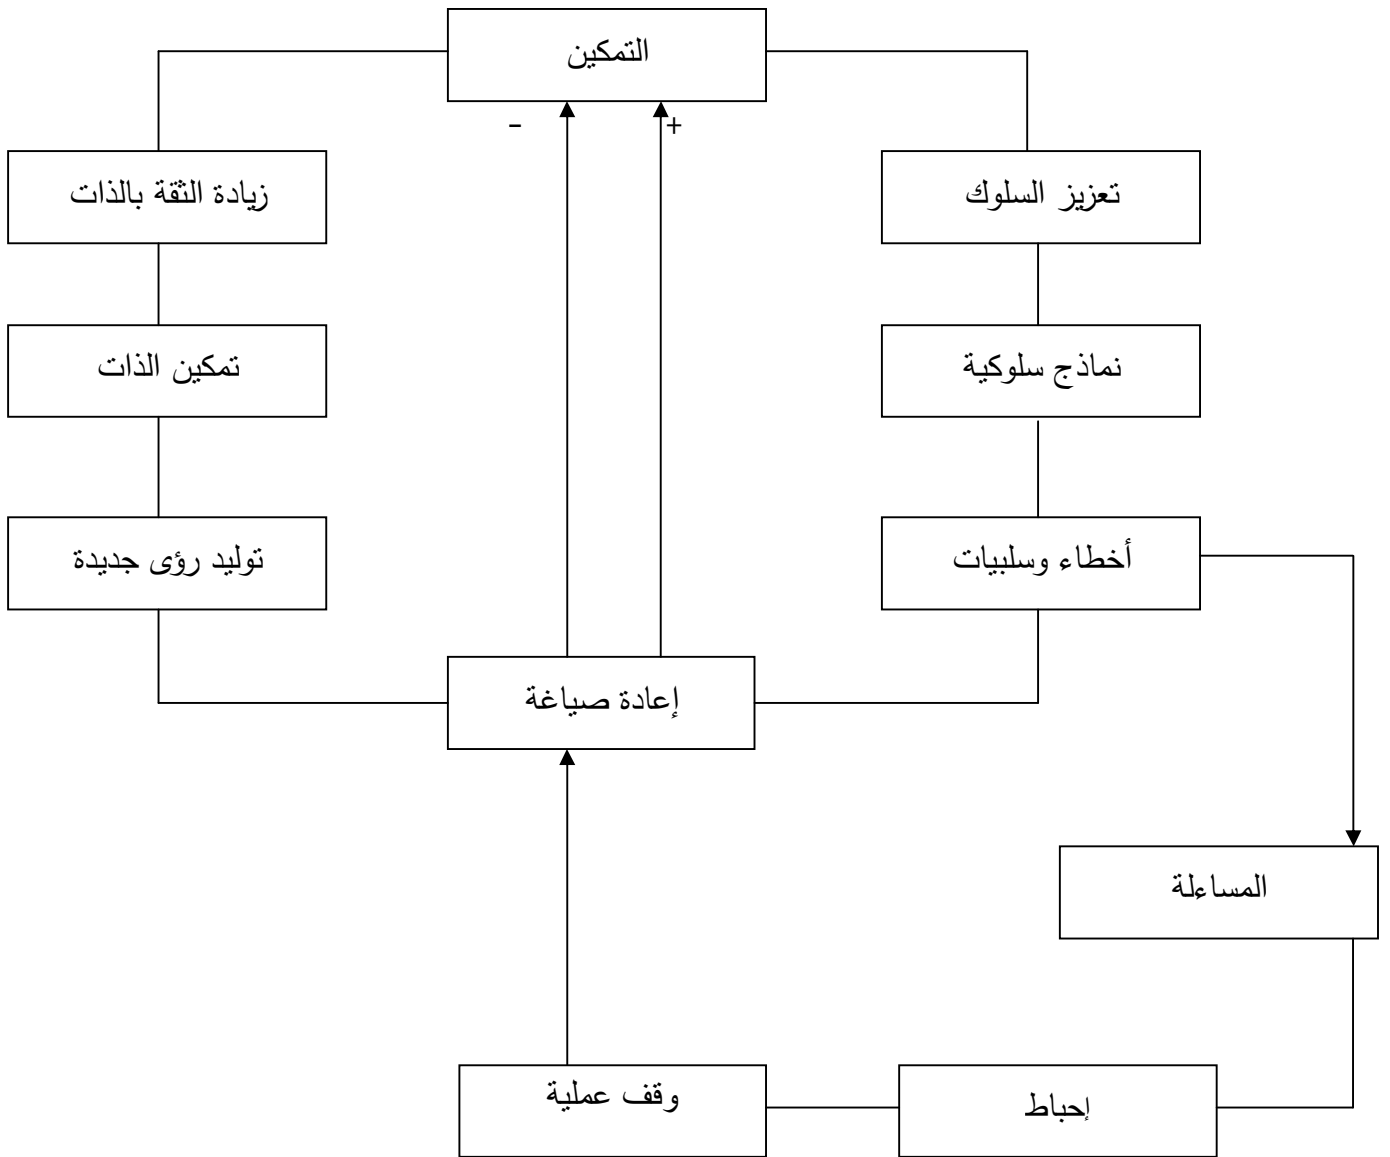 التمكين
-
+
تعزيز السلوك
زيادة الثقة بالذات
نماذج سلوكية
تمكين الذات
أخطاء وسلبيات
توليد رؤى جديدة
إعادة صياغة
المساءلة
إحباط
وقف عملية